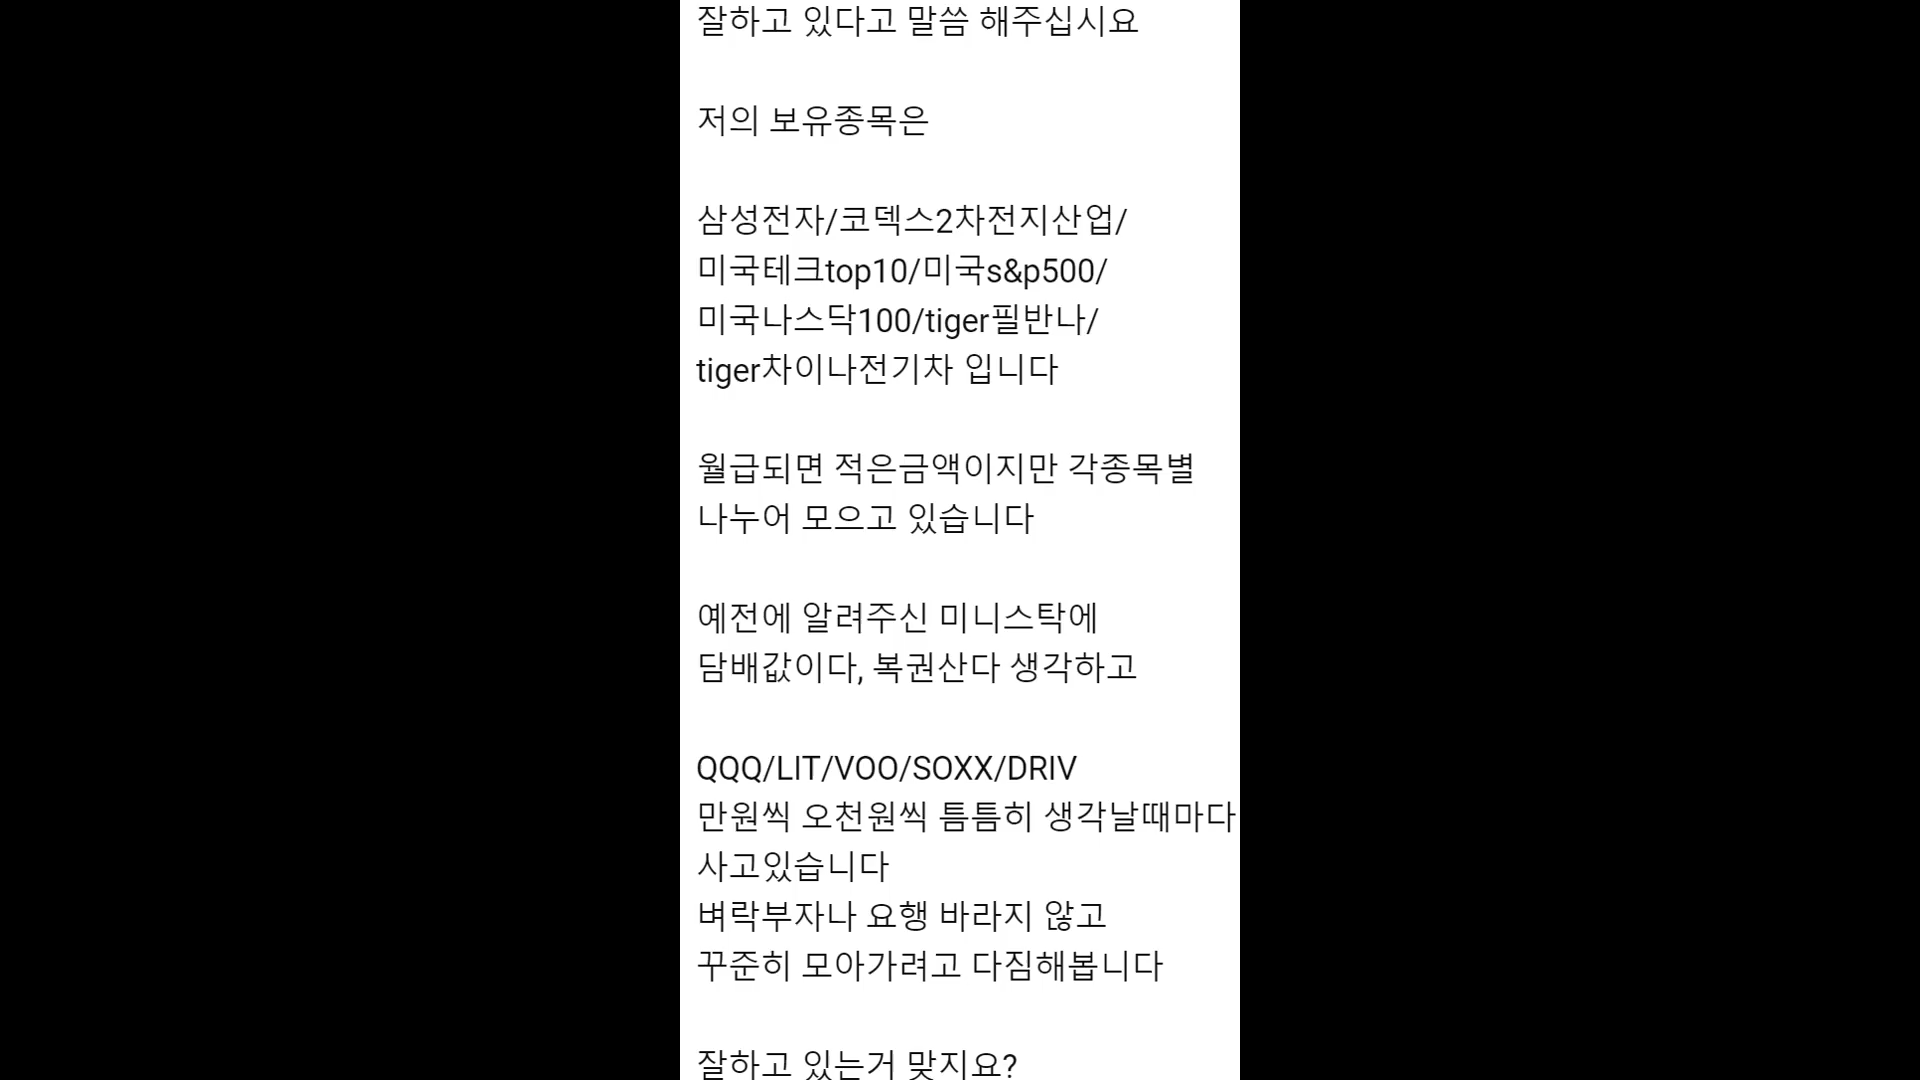 잘하고 있다고 말씀 해주십시요
저의 보유종목은
삼성전자/코덱스2차전지산업/
미국테크top10/미국s&p500/
미국나스닥100/tiger필반나/
tiger차이나전기차 입니다
월급되면 적은금액이지만 각종목별
나누어 모으고 있습니다
예전에 알려주신 미니스탁에
담배값이다, 복권산다 생각하고
QQQ/LIT/VOO/SOXX/DRIV
만원씩 오천원씩 틈틈히 생각날때마다
사고있습니다
벼락부자나 요행 바라지 않고
꾸준히 모아가려고 다짐해봅니다
잘하고 있는거 맞지요?